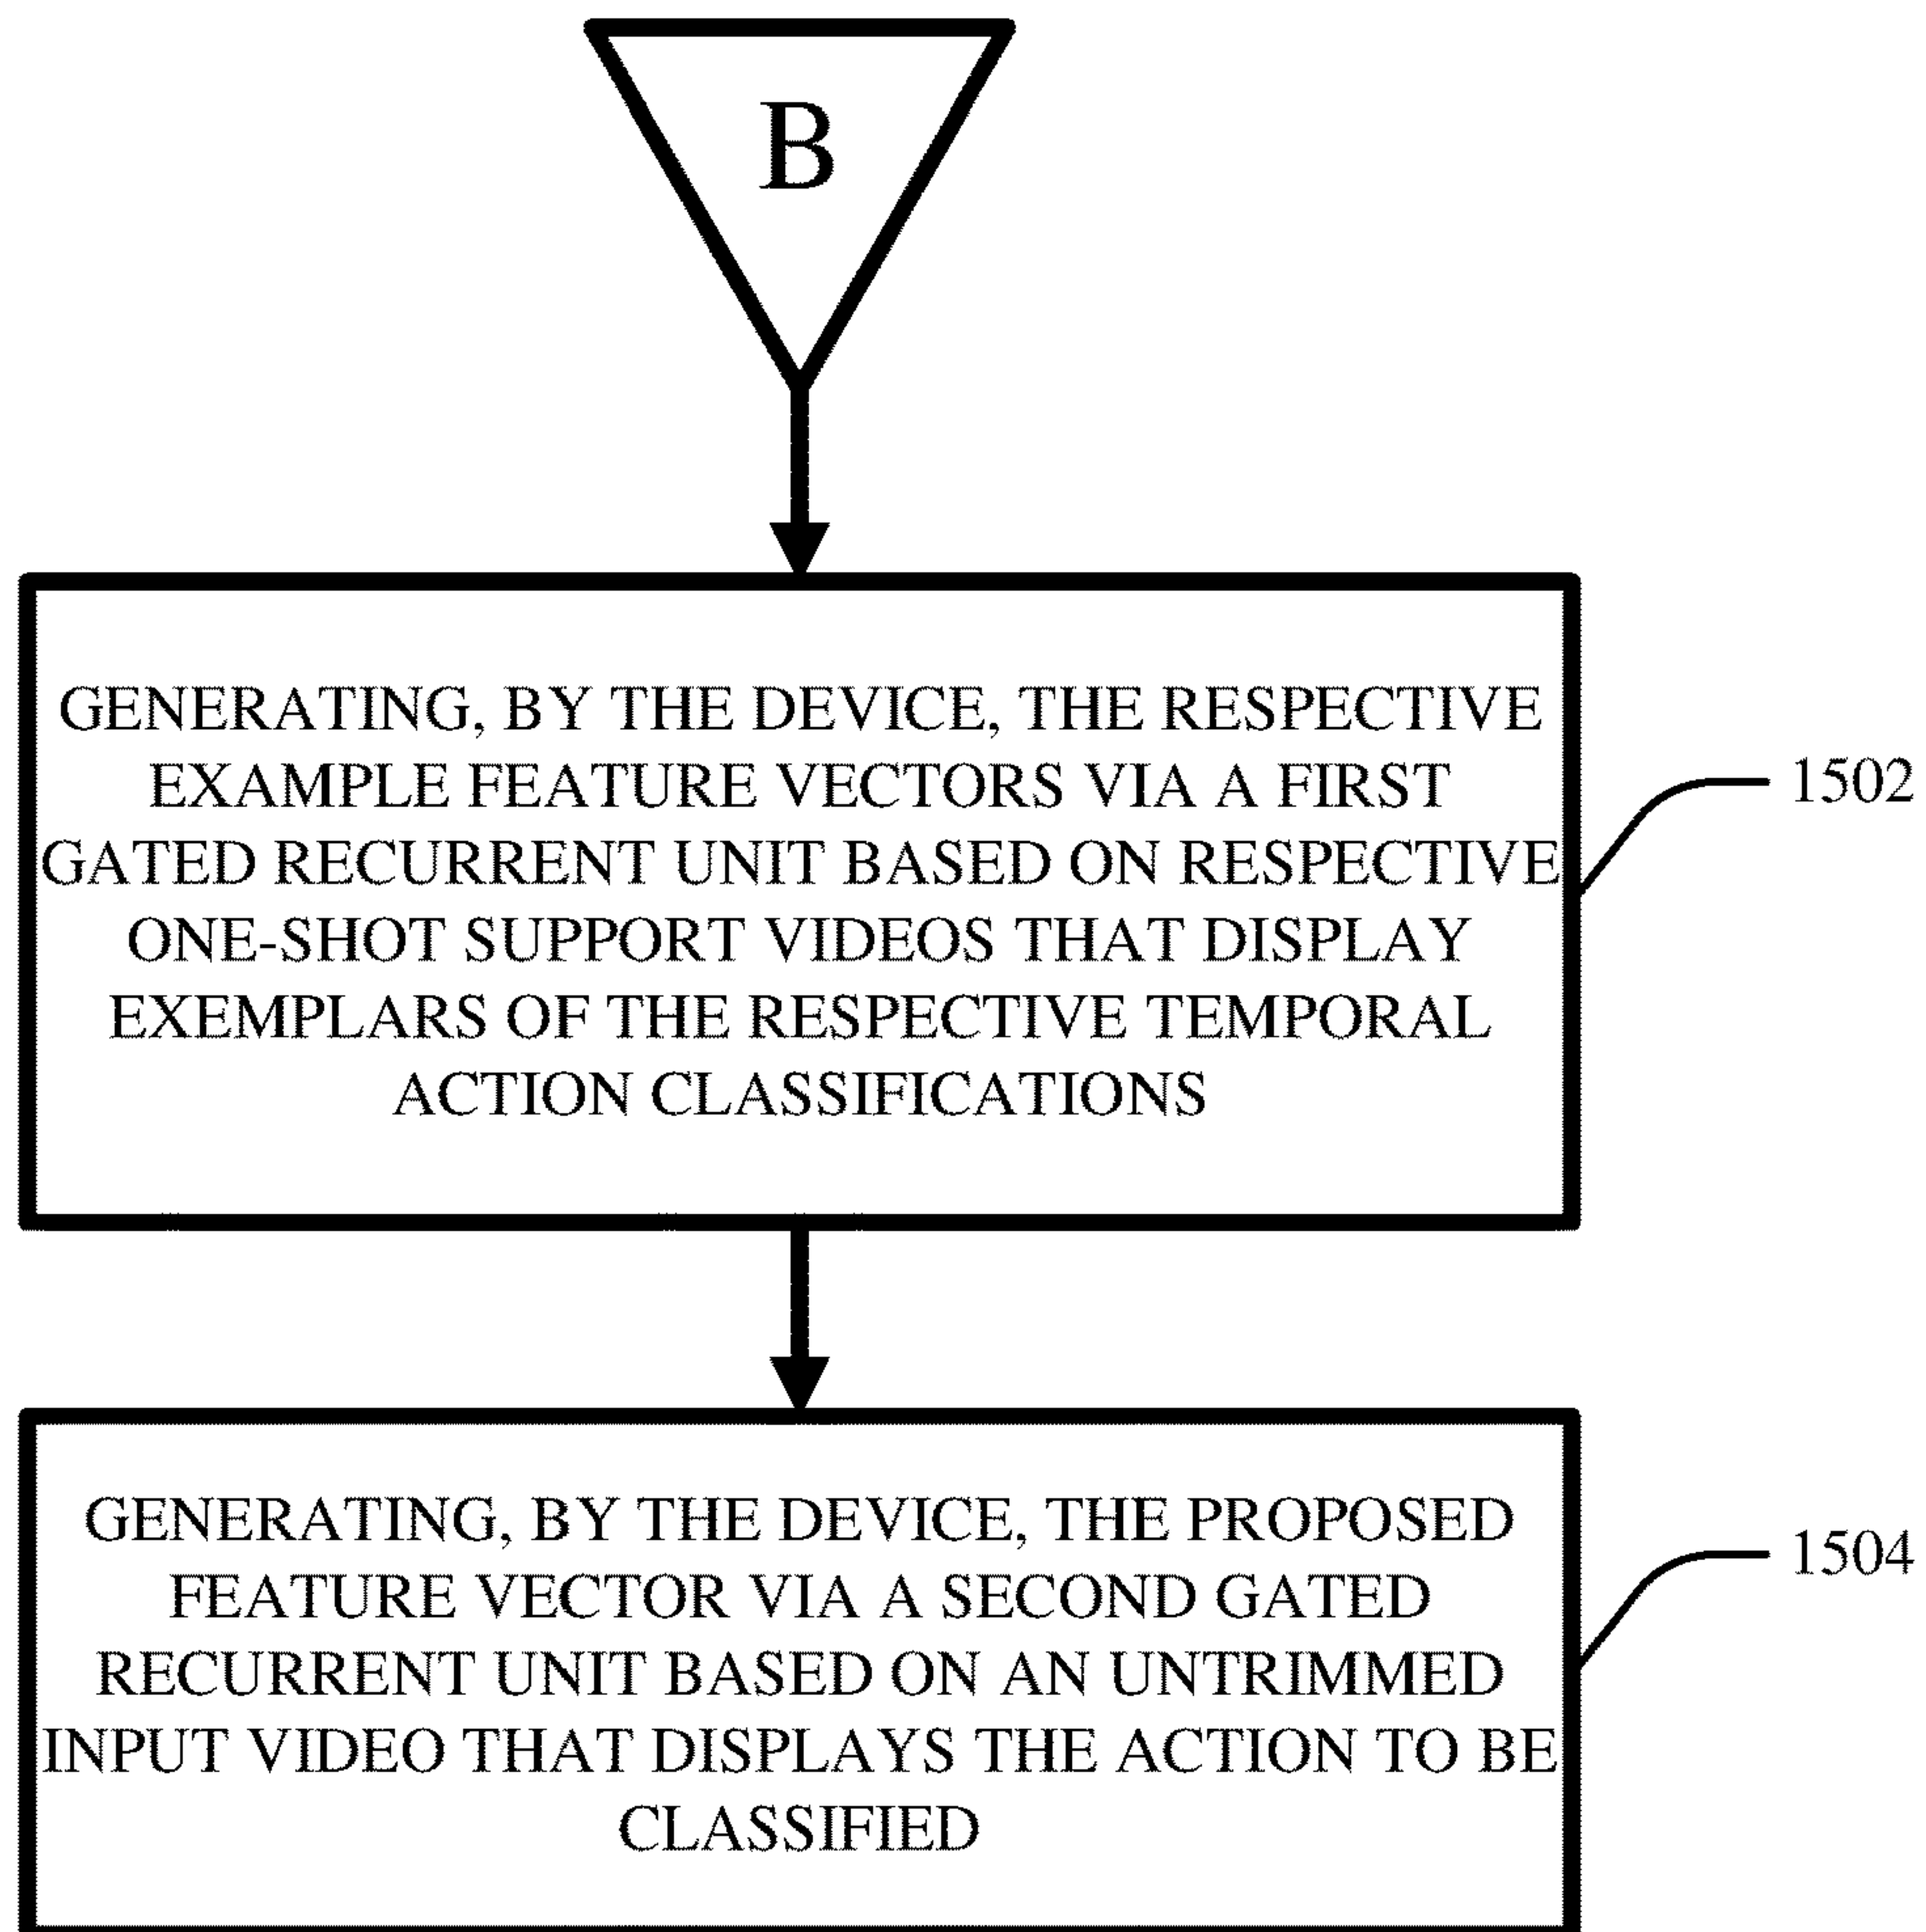 B
GENERATING, BY THE DEVICE, THE RESPECTIVE
EXAMPLE FEATURE VECTORS VIA A FIRST
GATED RECURRENT UNIT BASED ON RESPECTIVE
ONE-SHOT SUPPORT VIDEOS THAT DISPLAY
EXEMPLARS OF THE RESPECTIVE TEMPORAL
ACTION CLASSIFICATIONS
1502
GENERATING, BY THE DEVICE, THE PROPOSED
FEATURE VECTOR VIA A SECOND GATED
RECURRENT UNIT BASED ON AN UNTRIMMED
INPUT VIDEO THAT DISPLAYS THE ACTION TO BE
CLASSIFIED
1504